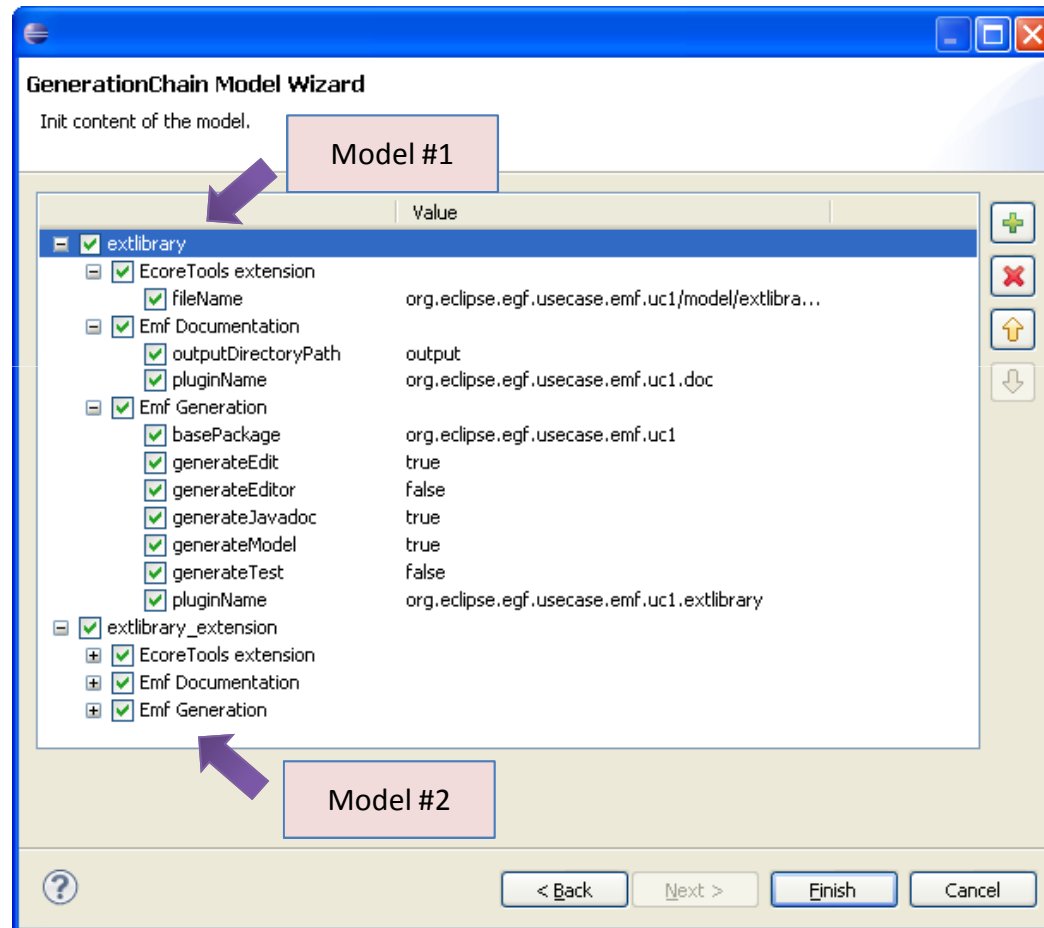 GenerationChain Model Wizard
Init content of the model.
Model #1
Value
extlibrary
EcoreTools extension
fileName org.eclipse.egf.usecase.emf.uc1/model/extlibra...
Emf Documentation
outputDirectoryPath output
pluginName org.eclipse.egf.usecase.emf.uc1.doc
Emf Generation
basePackage org.eclipse.egf.usecase.emf.uc1
generateEdit true
generateEditor false
generateJavadoc true
generateModel true
generateTest false
pluginName org.eclipse.egf.usecase.emf.uc1.extlibrary
extlibrary_extension
EcoreTools extension
Emf Documentation
Emf Generation
Model #2
? < Back Next > Finish Cancel